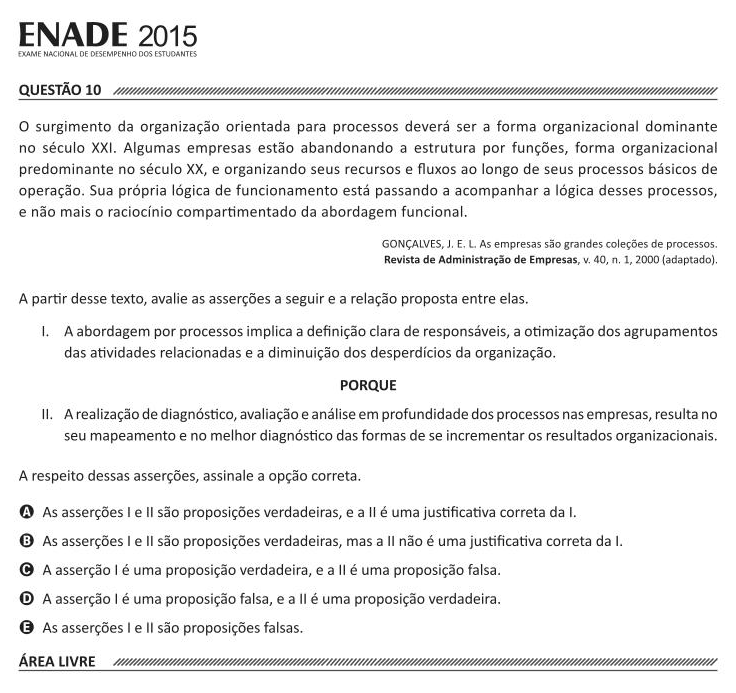 ENADE 2015
EXAME NACIONAL DE DESEMPENHO DOS ESTUDANTES
QUESTÃO 10
O surgimento da organização orientada para processos deverá ser a forma organizacional dominante
no século XXI. Algumas empresas estão abandonando a estrutura por funções, forma organizacional
predominante no século XX, e organizando seus recursos e fluxos ao longo de seus processos básicos de
operação. Sua própria lógica de funcionamento está passando a acompanhar a lógica desses processos,
e não mais o raciocínio compartimentado da abordagem funcional.
GONÇALVES, J. E. L. As empresas são grandes coleções de processos.
Revista de Administração de Empresas, v. 40, n. 1, 2000 (adaptado).
A partir desse texto, avalie as asserções a seguir e a relação proposta entre elas.
I. A abordagem por processos implica a definição clara de responsáveis, a otimização dos agrupamentos
das atividades relacionadas e a diminuição dos desperdícios da organização.
PORQUE
II. A realização de diagnóstico, avaliação e análise em profundidade dos processos nas empresas, resulta no
seu mapeamento e no melhor diagnóstico das formas de se incrementar os resultados organizacionais.
A respeito dessas asserções, assinale a opção correta.
A As asserções I e II são proposições verdadeiras, e a II é uma justificativa correta da I.
B As asserções I e II são proposições verdadeiras, mas a II não é uma justificativa correta da I.
C A asserção I é uma proposição verdadeira, e a II é uma proposição falsa.
D A asserção I é uma proposição falsa, e a II é uma proposição verdadeira.
E As asserções I e II são proposições falsas.
ÁREA LIVRE